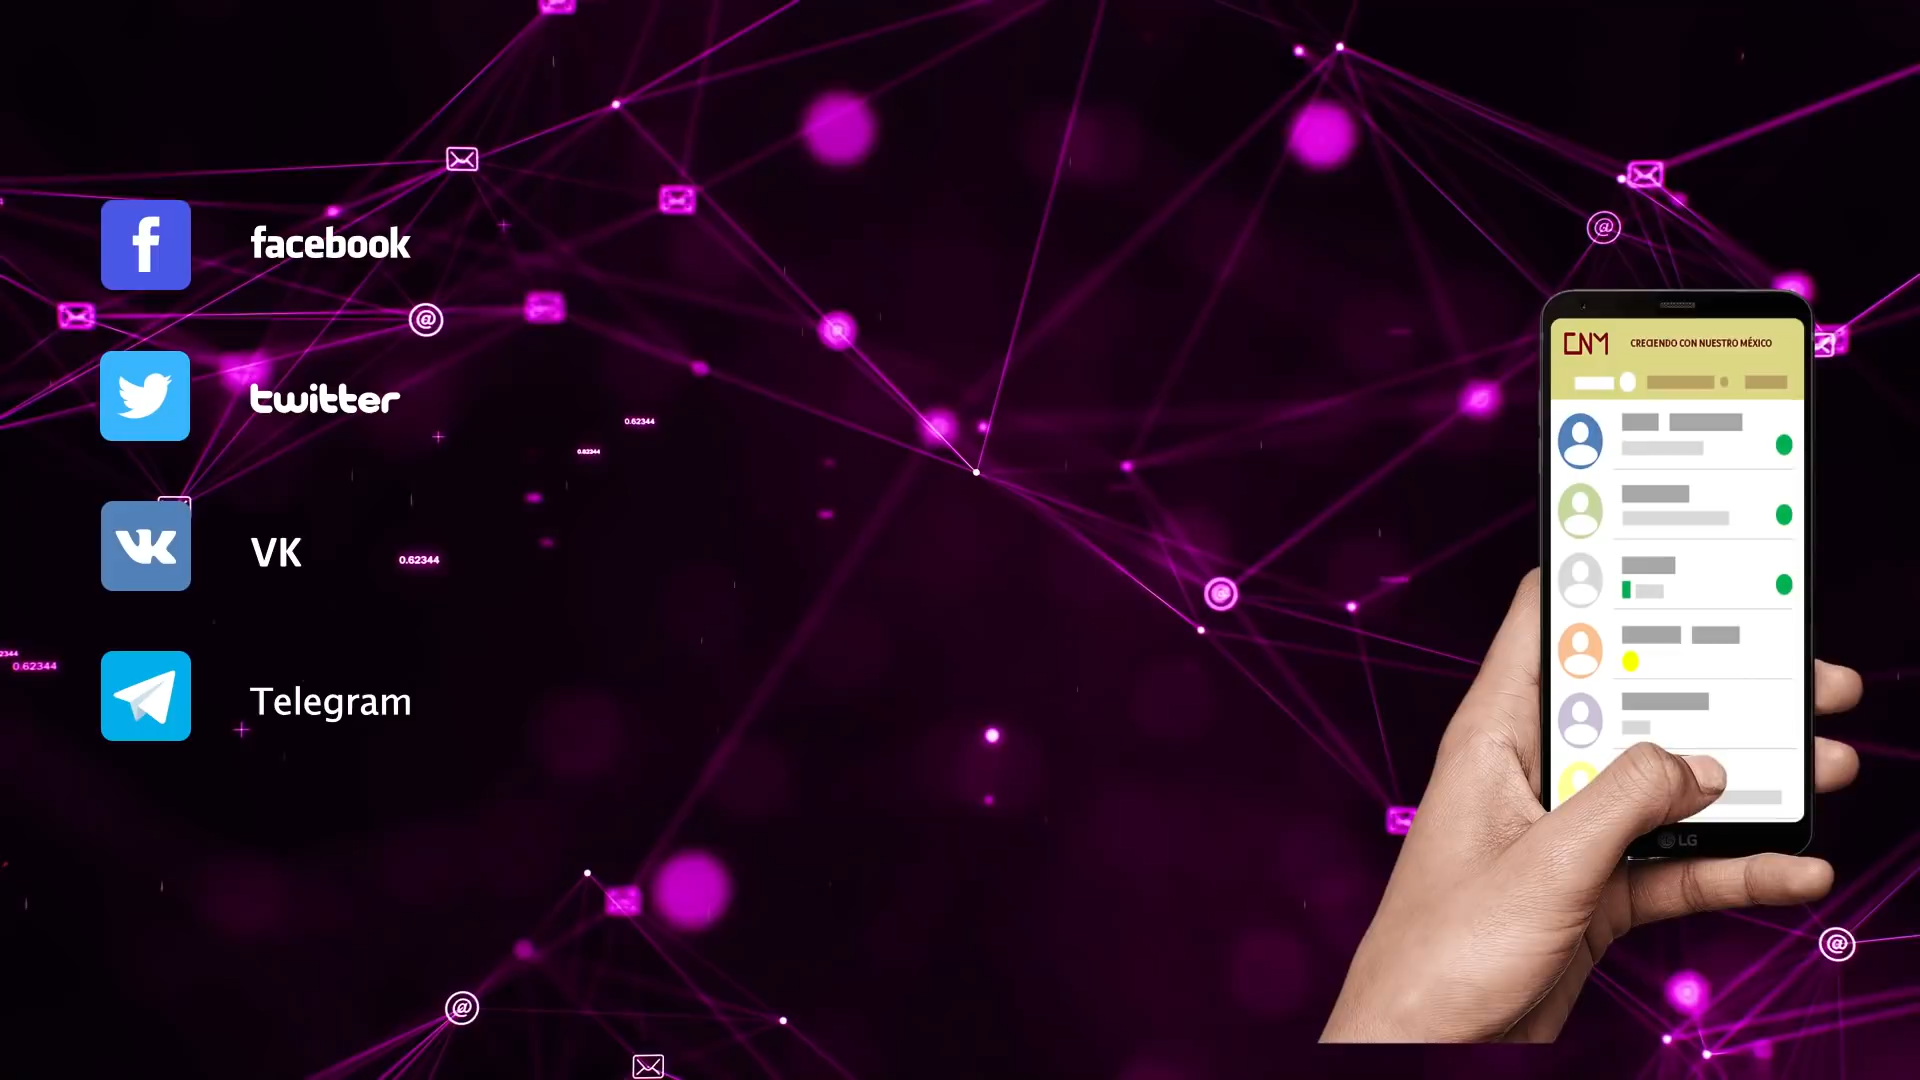 facebook
twitter
VK
Telegram
0.62344
0.62344
0.62344
0.62344
CNM
CRECIENDO CON NUESTRO MÉXICO
LG